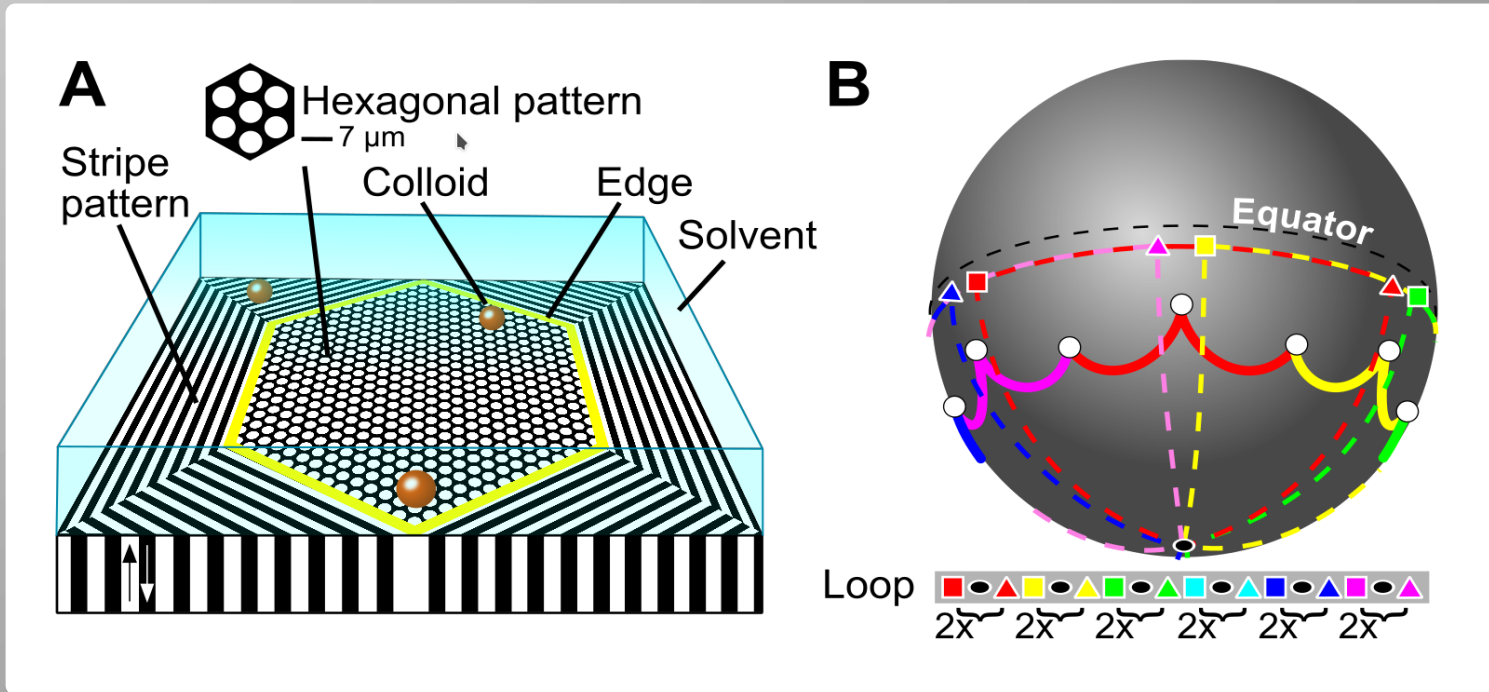 A
Hexagonal pattern
7 μm
Stripe
pattern
Colloid
Edge
Solvent
B
Equator
Loop
2x 2x 2x 2x 2x 2x